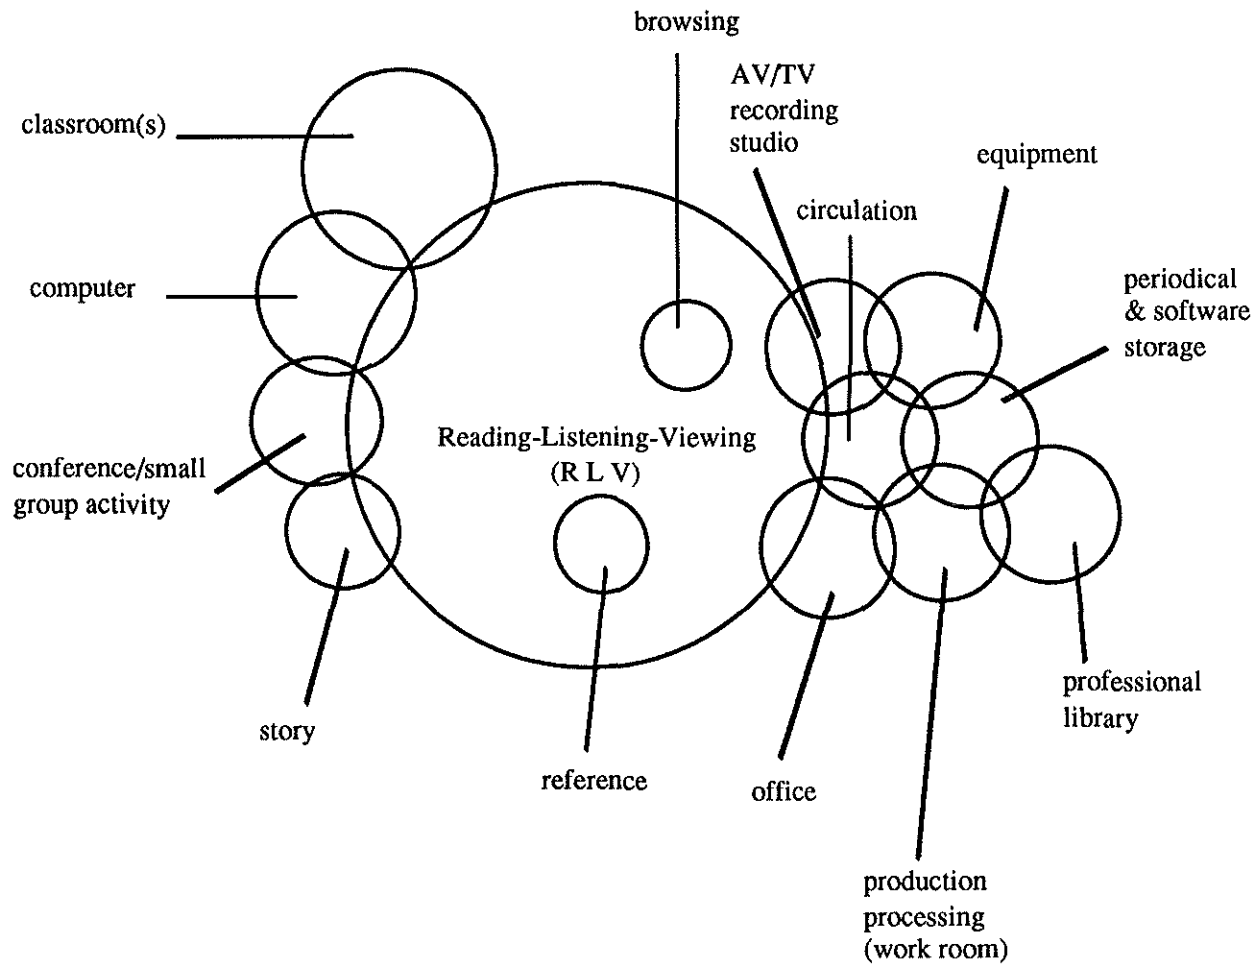 browsing
AV/TV
recording
studio
classroom(s)
equipment
circulation
computer
periodical
& software
storage
Reading-Listening-Viewing
(R L V)
conference/small
group activity
professional
library
story
reference
office
production
processing
(work room)